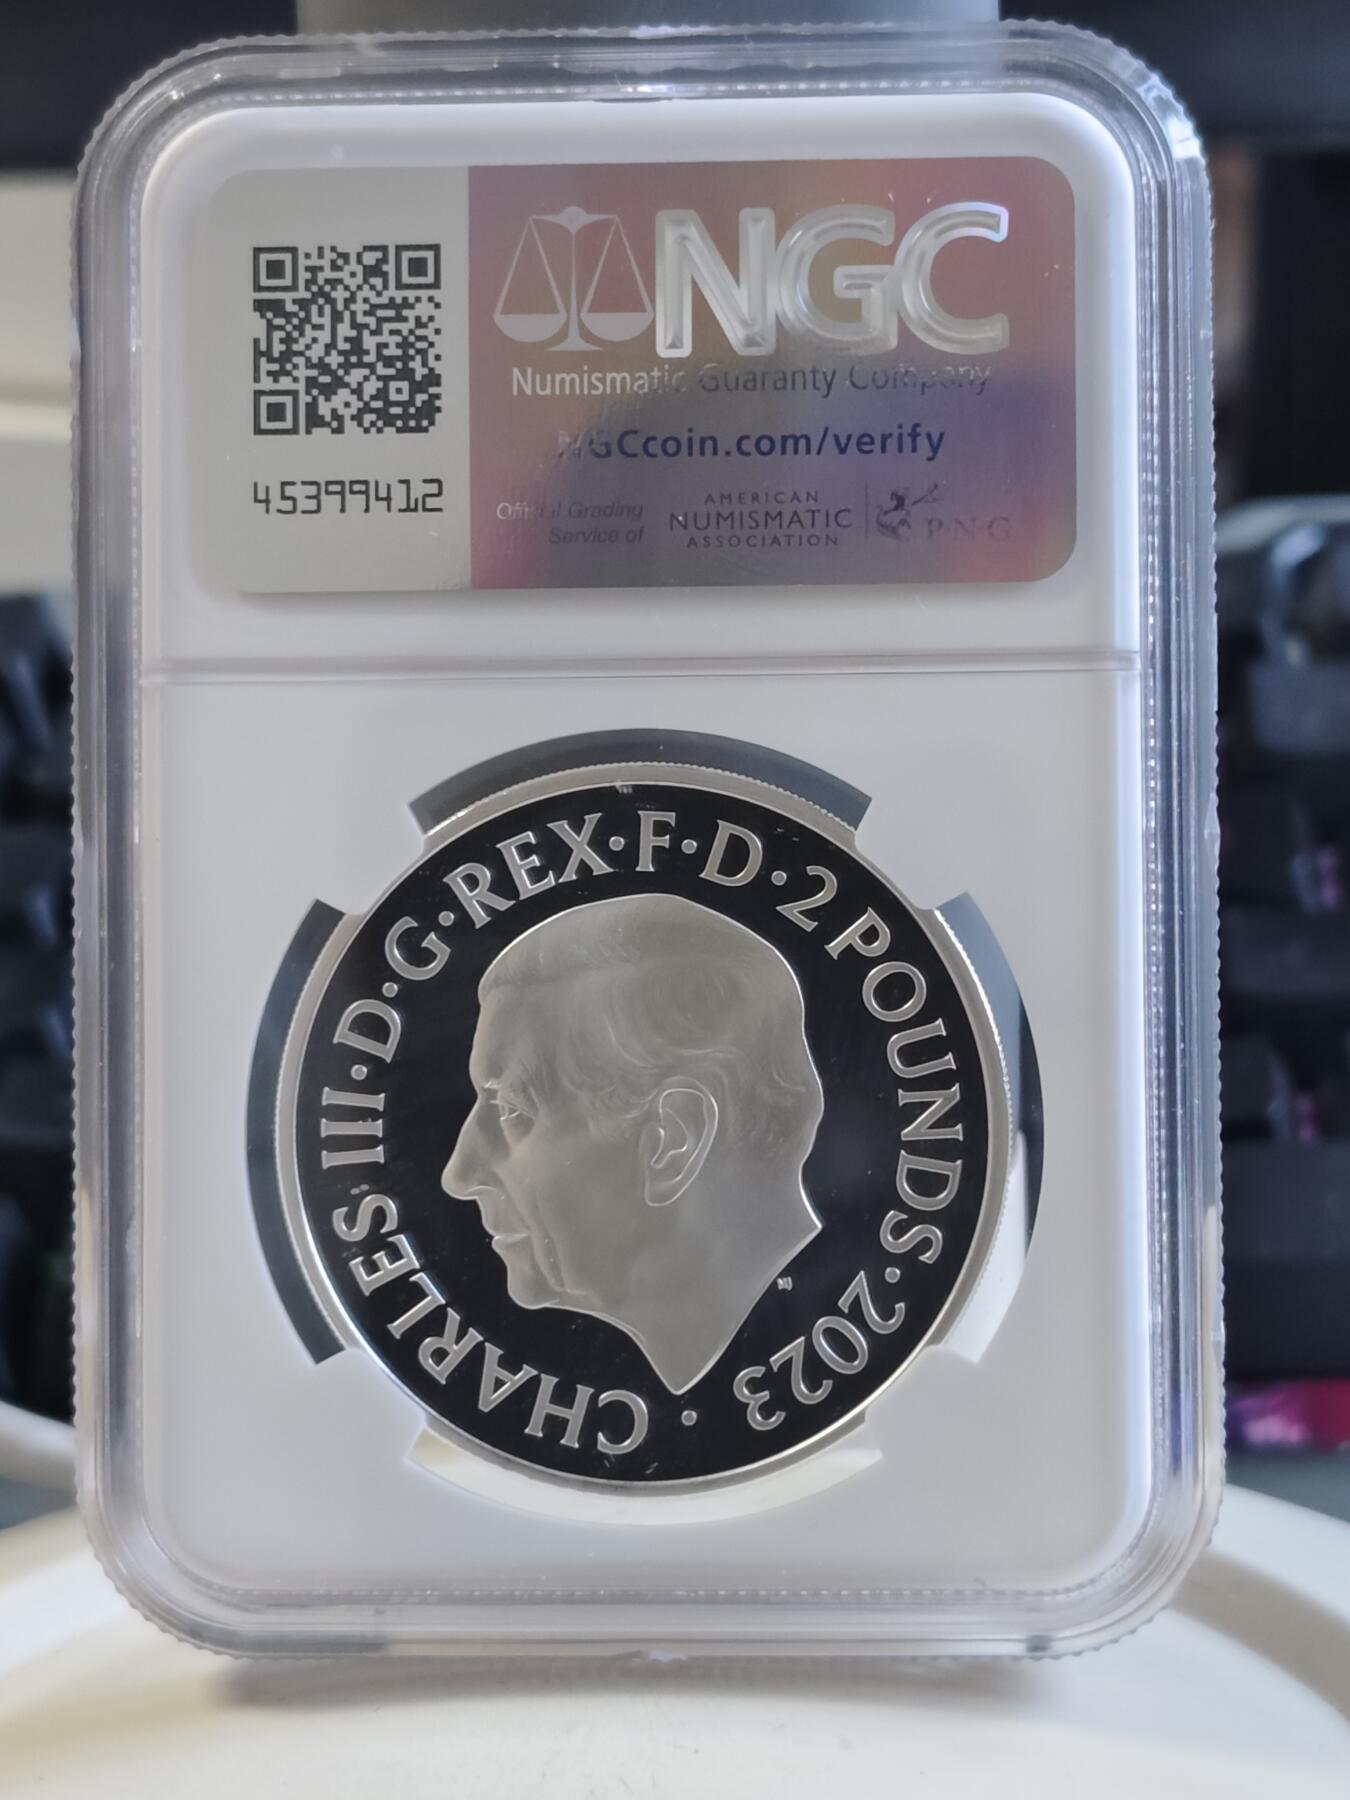 NGC
Numismatic Guaranty Company
NGCcoin.com/verify
45399412
Official Grading
Service of
AMERICAN
NUMISMATIC
ASSOCIATION
P·N·G
CHARLES III·D·G·REX·F·D·2 POUNDS·2023·
MJ